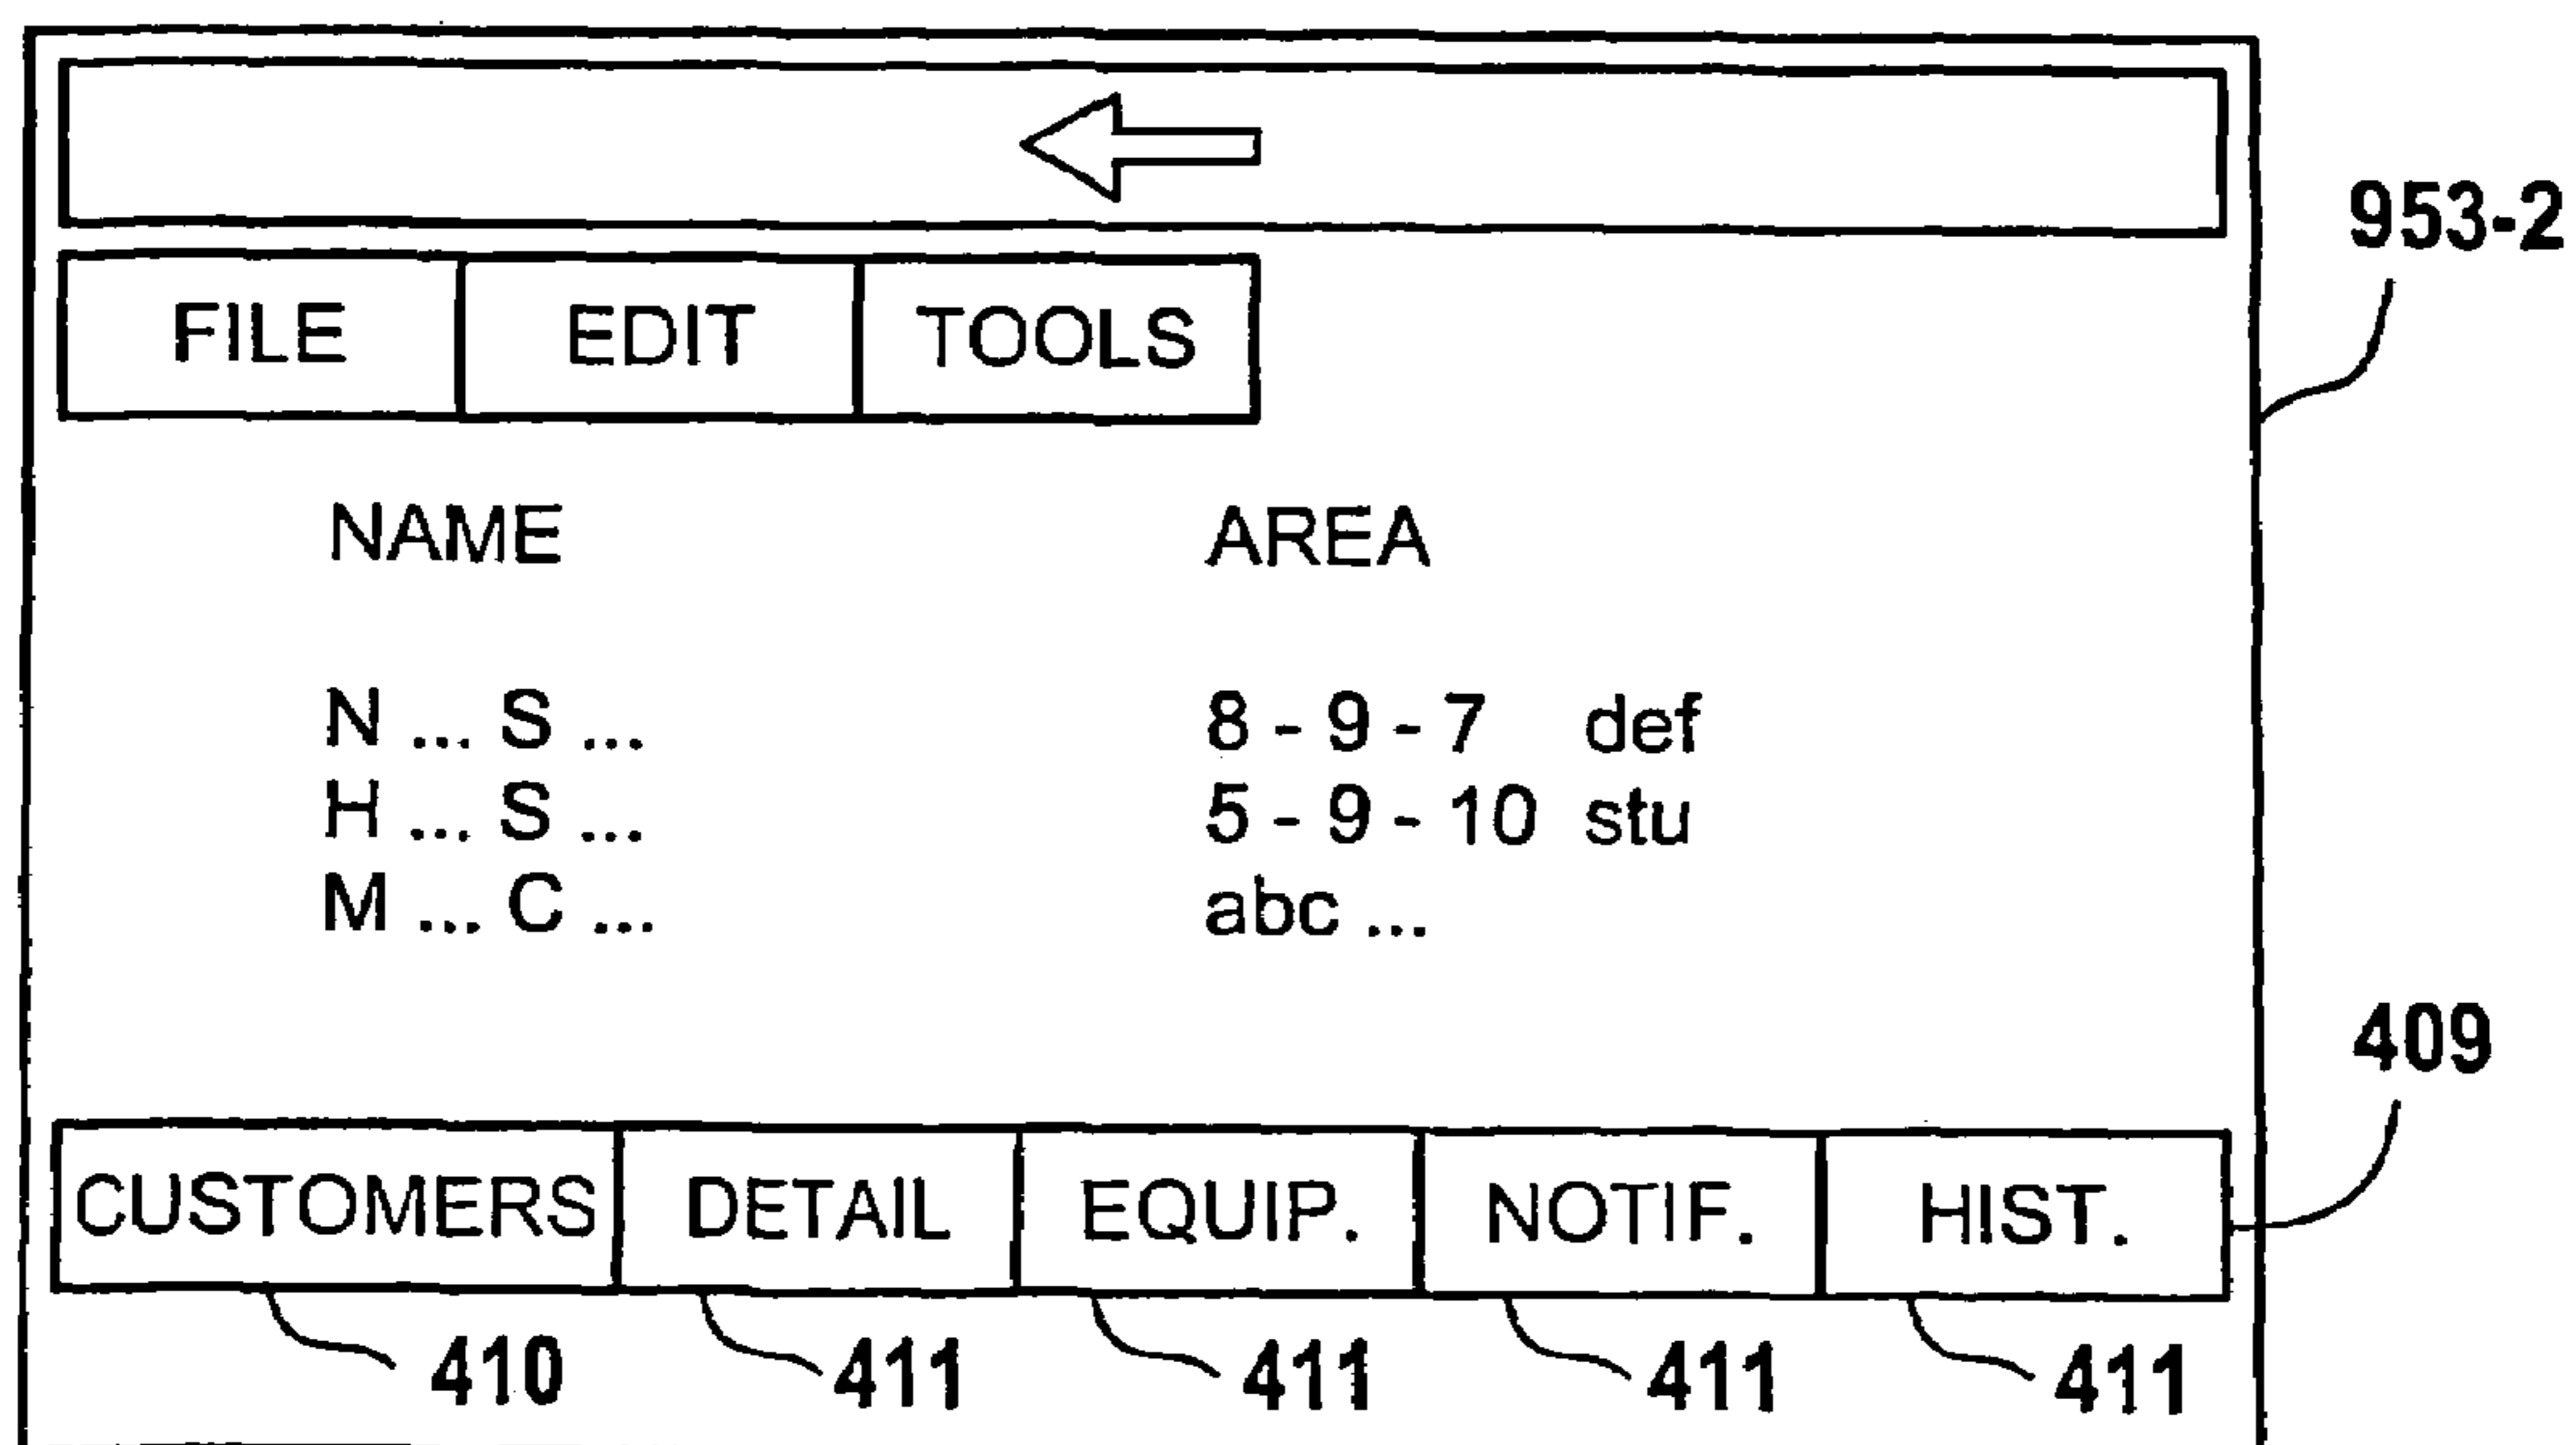 953-2
FILE EDIT TOOLS
NAME AREA
N ... S ... 8 - 9 - 7 def
H ... S ... 5 - 9 - 10 stu
M ... C ... abc ...
409
CUSTOMERS DETAIL EQUIP. NOTIF. HIST.
410 411 411 411 411